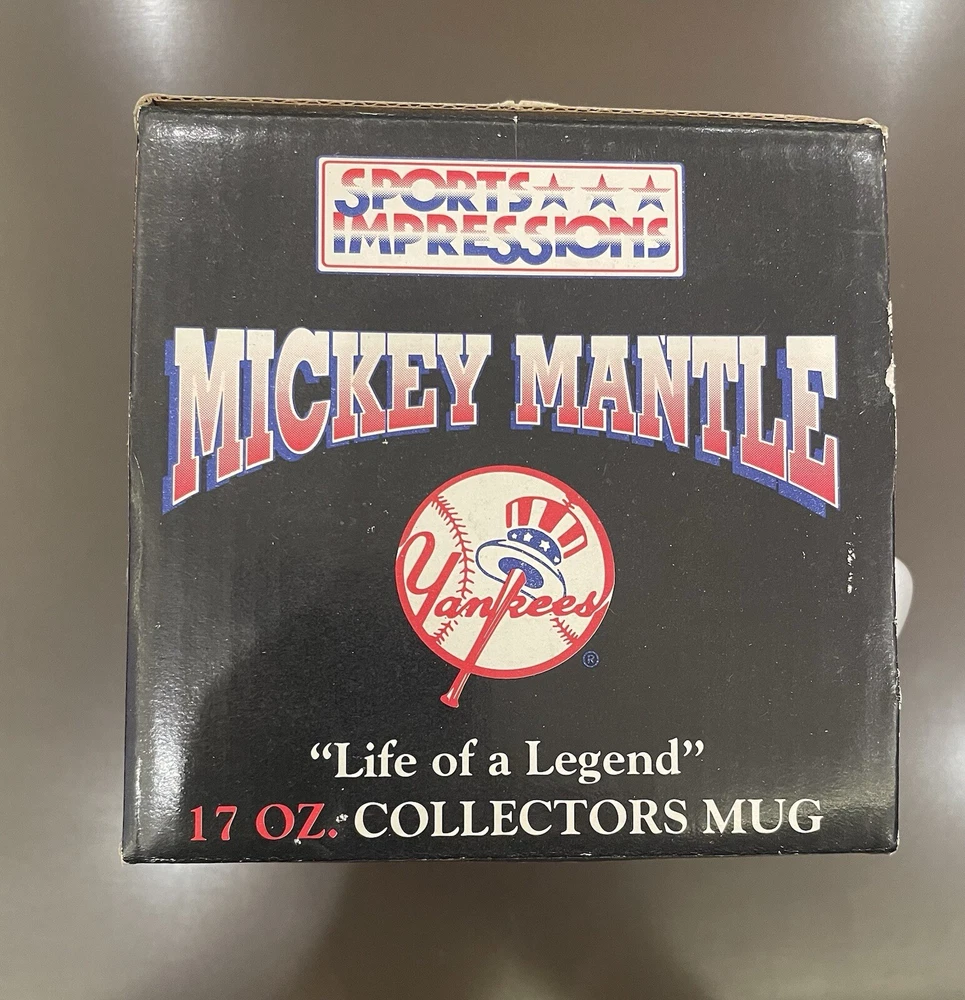 SPORTS
IMPRESSIONS
MICKEY MANTLE
Yankees
®
“Life of a Legend”
17 OZ. COLLECTORS MUG